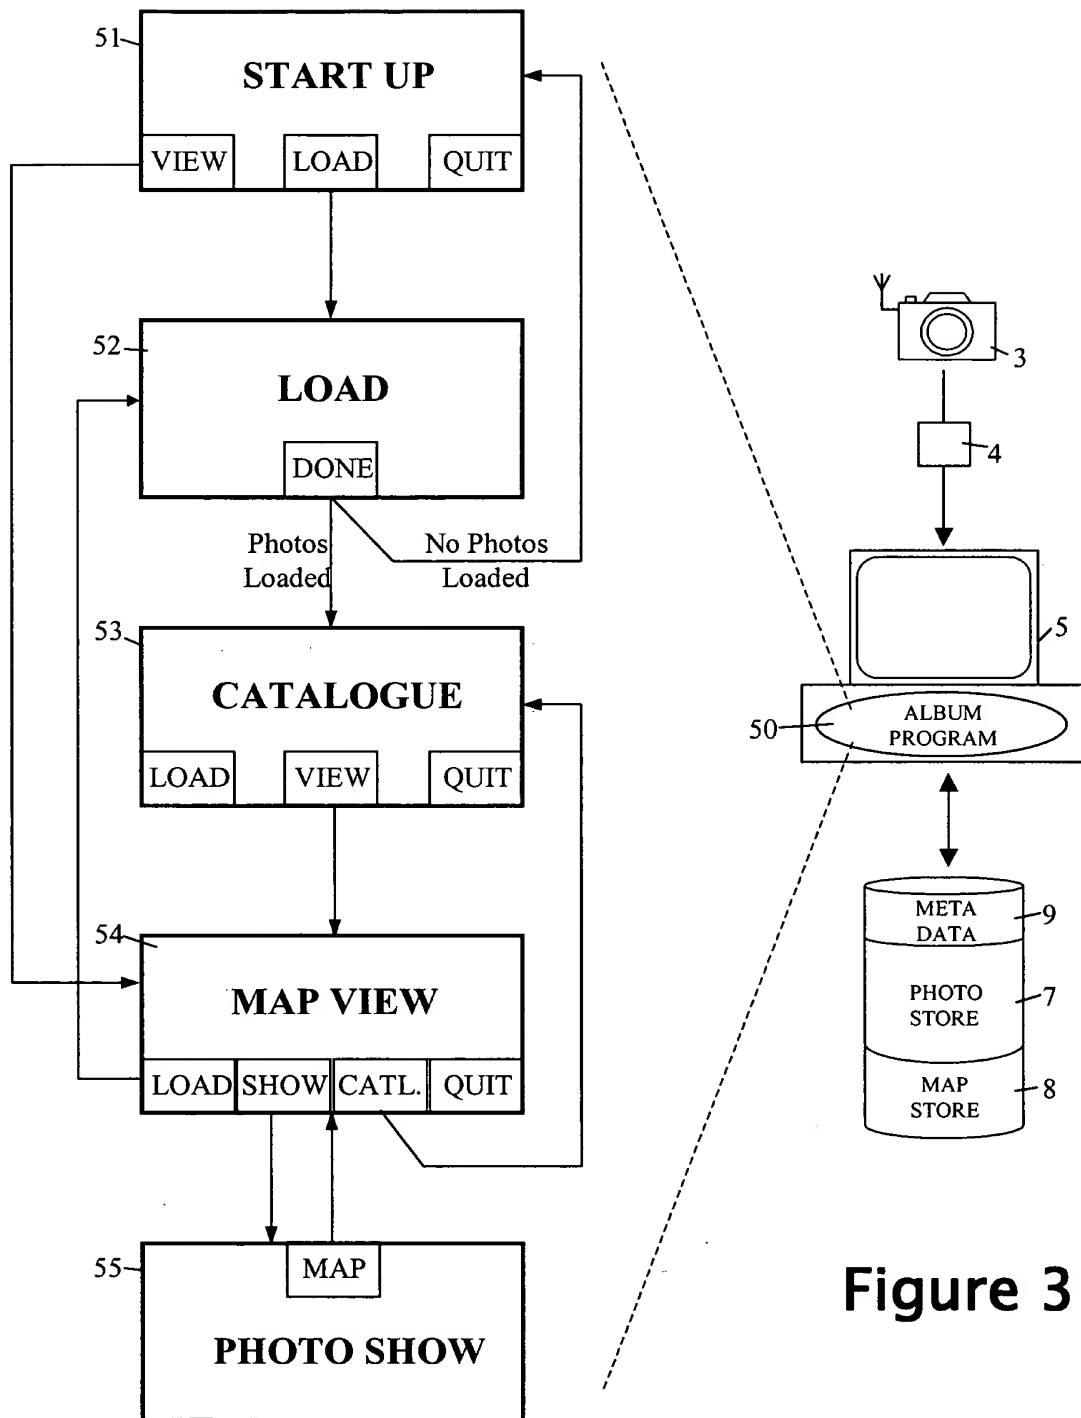 51
START UP
VIEW
LOAD
QUIT
52
LOAD
DONE
Photos
Loaded
No Photos
Loaded
53
CATALOGUE
LOAD
VIEW
QUIT
54
MAP VIEW
LOAD
SHOW
CATL.
QUIT
55
MAP
PHOTO SHOW
3
4
5
50
ALBUM
PROGRAM
META
DATA
9
PHOTO
STORE
7
MAP
STORE
8
Figure 3